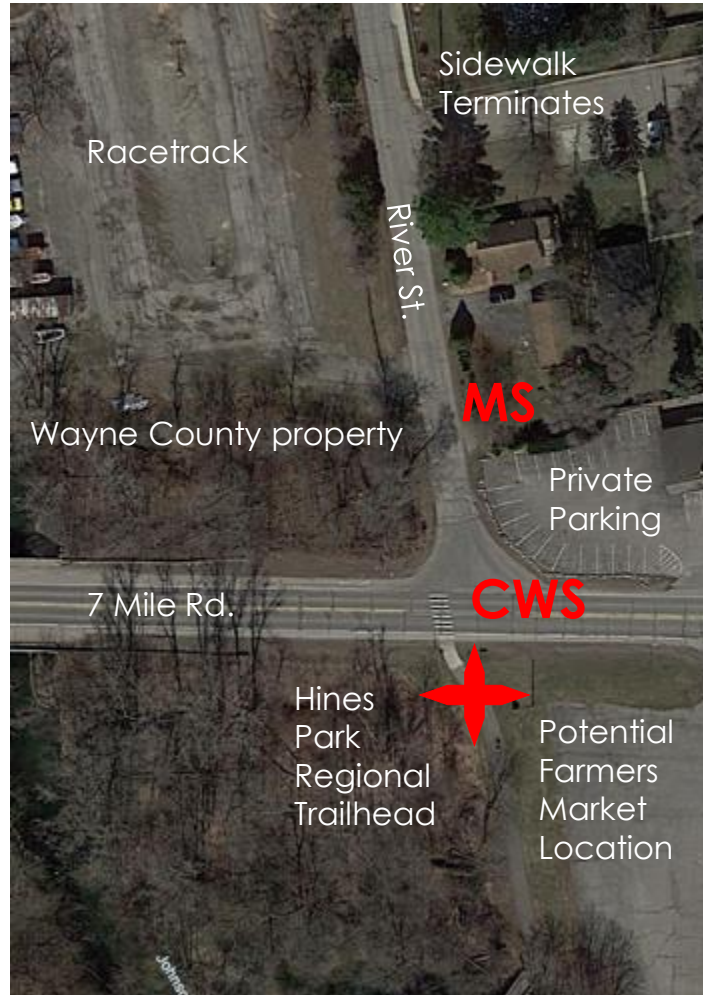 Sidewalk
Terminates
Racetrack
River St.
MS
Wayne County property
Private
Parking
7 Mile Rd.
CWS
Hines
Park
Regional
Trailhead
Potential
Farmers
Market
Location